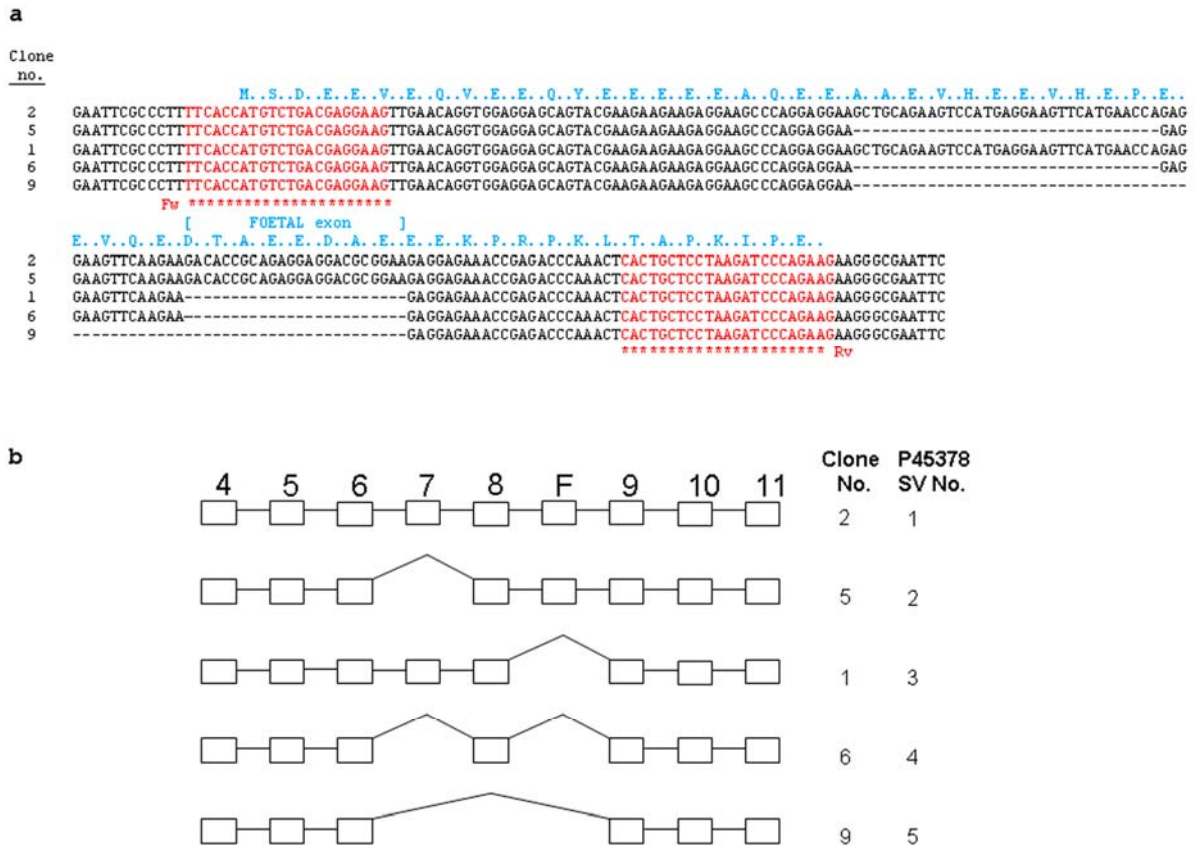 a
Clone
no.
M..S..D..E..E..V..E..Q..V..E..E..Q..Y..E..E..E..E..E..A..Q..E..E..A..A..E..V..H..E..E..V..H..E..P..E..
2 GAATTCGCCCTTTTCACCATGTCTGACGAGGAAGTTGAACAGGTGGAGGAGCAGTACGAAGAAGAAGAGGAAGCCCAGGAGGAAGCTGCAGAAGTCCATGAGGAAGTTCATGAACCAGAG
5 GAATTCGCCCTTTTCACCATGTCTGACGAGGAAGTTGAACAGGTGGAGGAGCAGTACGAAGAAGAAGAGGAAGCCCAGGAGGAA---------------------------------GAG
1 GAATTCGCCCTTTTCACCATGTCTGACGAGGAAGTTGAACAGGTGGAGGAGCAGTACGAAGAAGAAGAGGAAGCCCAGGAGGAAGCTGCAGAAGTCCATGAGGAAGTTCATGAACCAGAG
6 GAATTCGCCCTTTTCACCATGTCTGACGAGGAAGTTGAACAGGTGGAGGAGCAGTACGAAGAAGAAGAGGAAGCCCAGGAGGAA---------------------------------GAG
9 GAATTCGCCCTTTTCACCATGTCTGACGAGGAAGTTGAACAGGTGGAGGAGCAGTACGAAGAAGAAGAGGAAGCCCAGGAGGAA------------------------------------
Fw **********************
[ FOETAL exon ]
E..V..Q..E..D..T..A..E..E..D..A..E..E..E..K..P..R..P..K..L..T..A..P..K..I..P..E..
2 GAAGTTCAAGAAGACACCGCAGAGGAGGACGCGGAAGAGGAGAAACCGAGACCCAAACTCACTGCTCCTAAGATCCCAGAAGAAGGGCGAATTC
5 GAAGTTCAAGAAGACACCGCAGAGGAGGACGCGGAAGAGGAGAAACCGAGACCCAAACTCACTGCTCCTAAGATCCCAGAAGAAGGGCGAATTC
1 GAAGTTCAAGAA------------------------GAGGAGAAACCGAGACCCAAACTCACTGCTCCTAAGATCCCAGAAGAAGGGCGAATTC
6 GAAGTTCAAGAA------------------------GAGGAGAAACCGAGACCCAAACTCACTGCTCCTAAGATCCCAGAAGAAGGGCGAATTC
9 ------------------------------------GAGGAGAAACCGAGACCCAAACTCACTGCTCCTAAGATCCCAGAAGAAGGGCGAATTC
********************** Rv
b
Clone P45378
No. SV No.
4 5 6 7 8 F 9 10 11
2 1
5 2
1 3
6 4
9 5